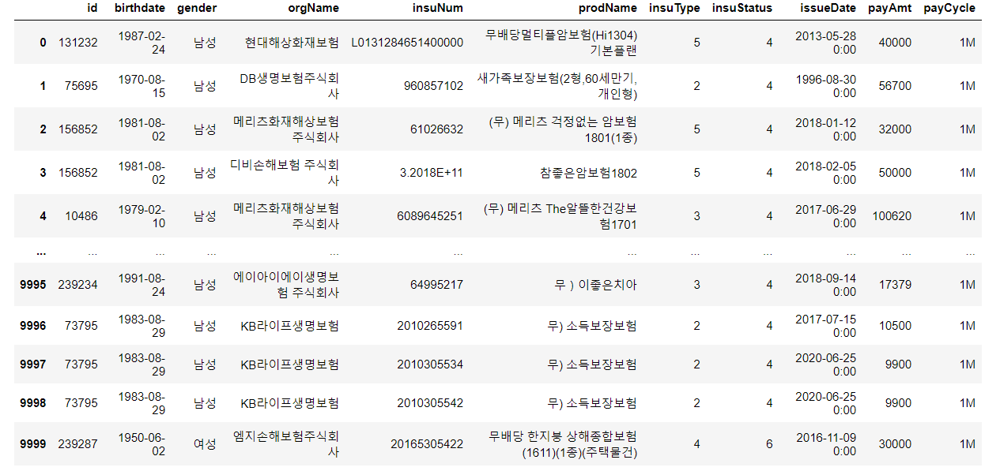 id birthdate gender orgName insuNum prodName insuType insuStatus issueDate payAmt payCycle
0 131232 1987-02-24 남성 현대해상화재보험 L0131284651400000 무배당멀티플암보험(Hi1304) 기본플랜 5 4 2013-05-28 0:00 40000 1M
1 75695 1970-08-15 남성 DB생명보험주식회사 960857102 새가족보장보험(2형,60세만기, 개인형) 2 4 1996-08-30 0:00 56700 1M
2 156852 1981-08-02 남성 메리츠화재해상보험 주식회사 61026632 (무) 메리츠 걱정없는 암보험 1801(1종) 5 4 2018-01-12 0:00 32000 1M
3 156852 1981-08-02 남성 디비손해보험 주식회사 3.2018E+11 참좋은암보험1802 5 4 2018-02-05 0:00 50000 1M
4 10486 1979-02-10 남성 메리츠화재해상보험 주식회사 6089645251 (무) 메리츠 The알뜰한건강보험1701 3 4 2017-06-29 0:00 100620 1M
... ... ... ... ... ... ... ... ... ... ... ...
9995 239234 1991-08-24 남성 에이아이에이생명보험 주식회사 64995217 무 ) 이좋은치아 3 4 2018-09-14 0:00 17379 1M
9996 73795 1983-08-29 남성 KB라이프생명보험 2010265591 무) 소득보장보험 2 4 2017-07-15 0:00 10500 1M
9997 73795 1983-08-29 남성 KB라이프생명보험 2010305534 무) 소득보장보험 2 4 2020-06-25 0:00 9900 1M
9998 73795 1983-08-29 남성 KB라이프생명보험 2010305542 무) 소득보장보험 2 4 2020-06-25 0:00 9900 1M
9999 239287 1950-06-02 여성 엠지손해보험주식회사 20165305422 무배당 한지붕 상해종합보험 (1611)(1종)(주택물건) 4 6 2016-11-09 0:00 30000 1M